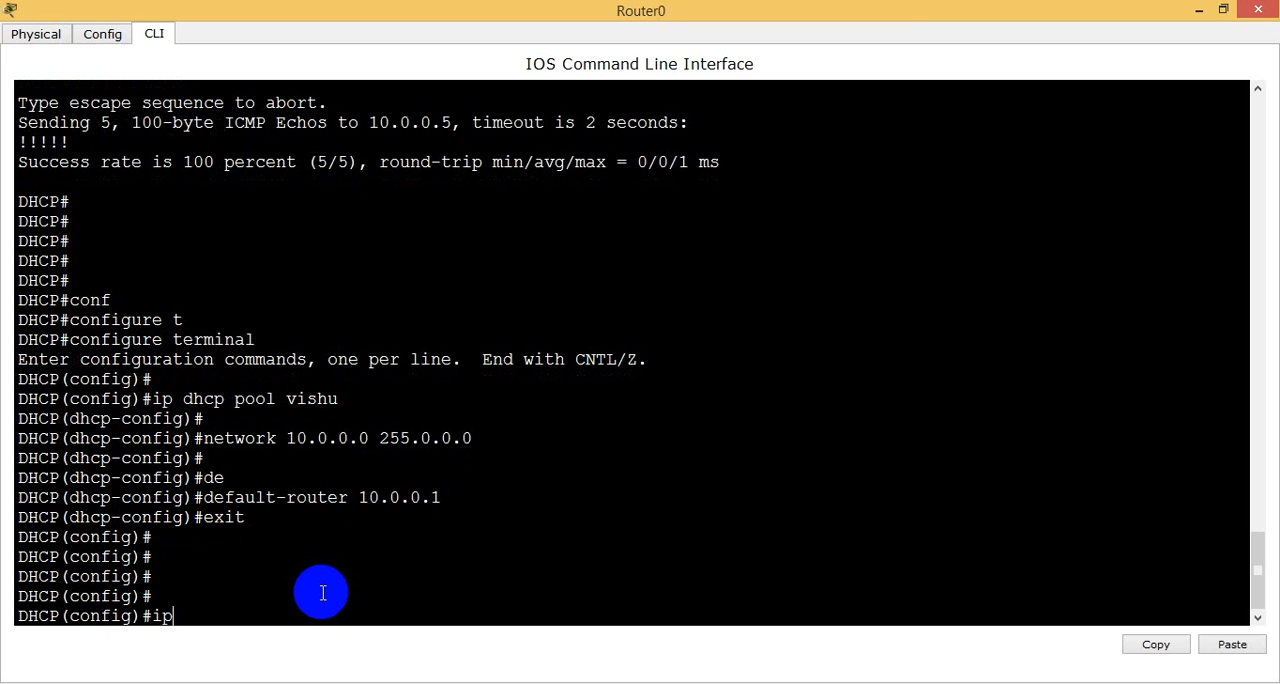 Router0
Physical Config CLI
IOS Command Line Interface
Type escape sequence to abort.
Sending 5, 100-byte ICMP Echos to 10.0.0.5, timeout is 2 seconds:
!!!!!
Success rate is 100 percent (5/5), round-trip min/avg/max = 0/0/1 ms
DHCP#
DHCP#
DHCP#
DHCP#
DHCP#
DHCP#conf
DHCP#configure t
DHCP#configure terminal
Enter configuration commands, one per line.  End with CNTL/Z.
DHCP(config)#
DHCP(config)#ip dhcp pool vishu
DHCP(dhcp-config)#
DHCP(dhcp-config)#network 10.0.0.0 255.0.0.0
DHCP(dhcp-config)#
DHCP(dhcp-config)#de
DHCP(dhcp-config)#default-router 10.0.0.1
DHCP(dhcp-config)#exit
DHCP(config)#
DHCP(config)#
DHCP(config)#
DHCP(config)#
DHCP(config)#ip
Copy Paste